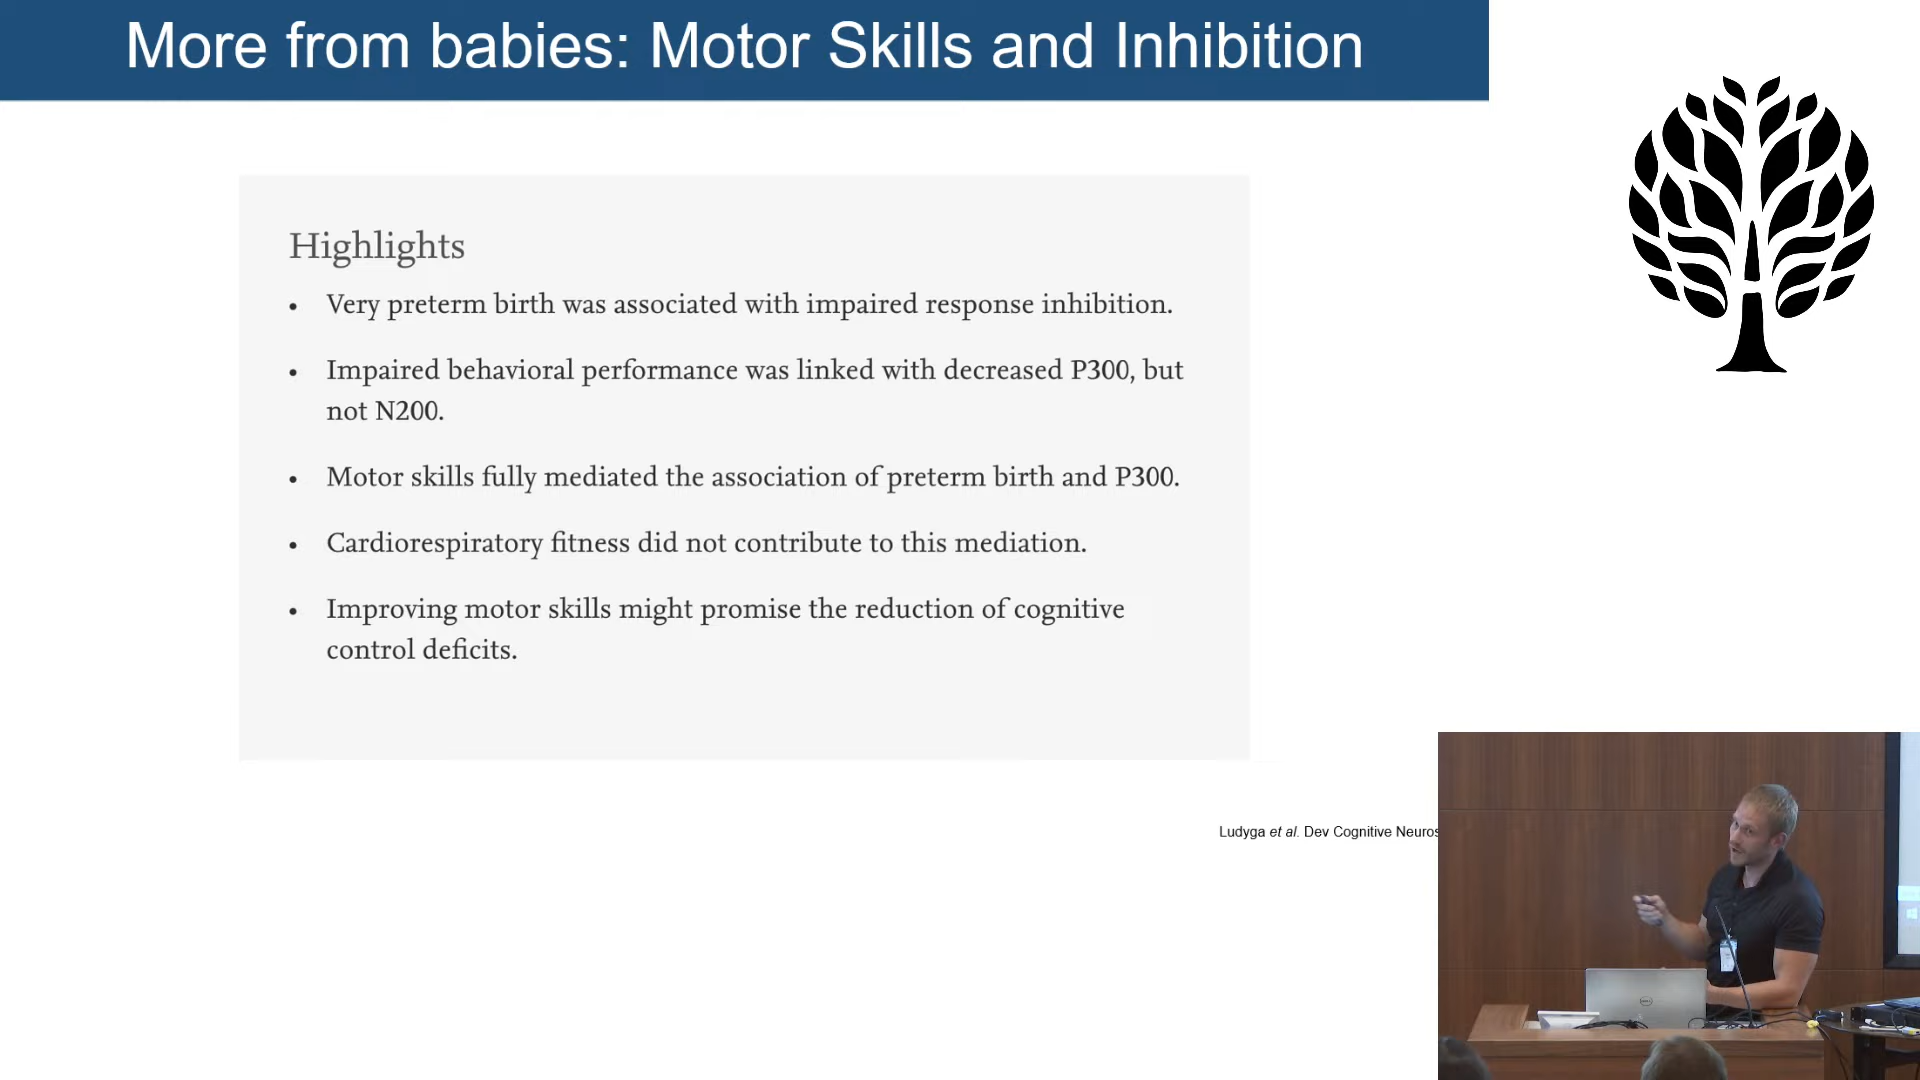 More from babies: Motor Skills and Inhibition
Highlights
• Very preterm birth was associated with impaired response inhibition.
• Impaired behavioral performance was linked with decreased P300, but
not N200.
• Motor skills fully mediated the association of preterm birth and P300.
• Cardiorespiratory fitness did not contribute to this mediation.
• Improving motor skills might promise the reduction of cognitive
control deficits.
Ludyga et al. Dev Cognitive Neuros
DELL